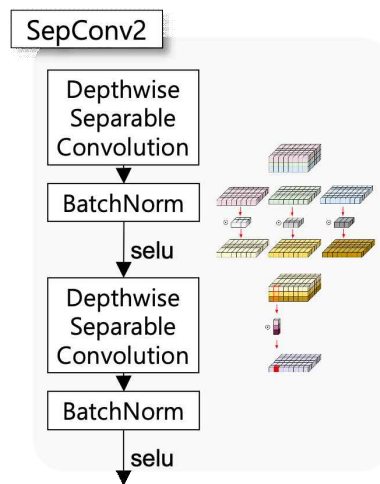 SepConv2
Depthwise
Separable
Convolution
BatchNorm
selu
Depthwise
Separable
Convolution
BatchNorm
selu